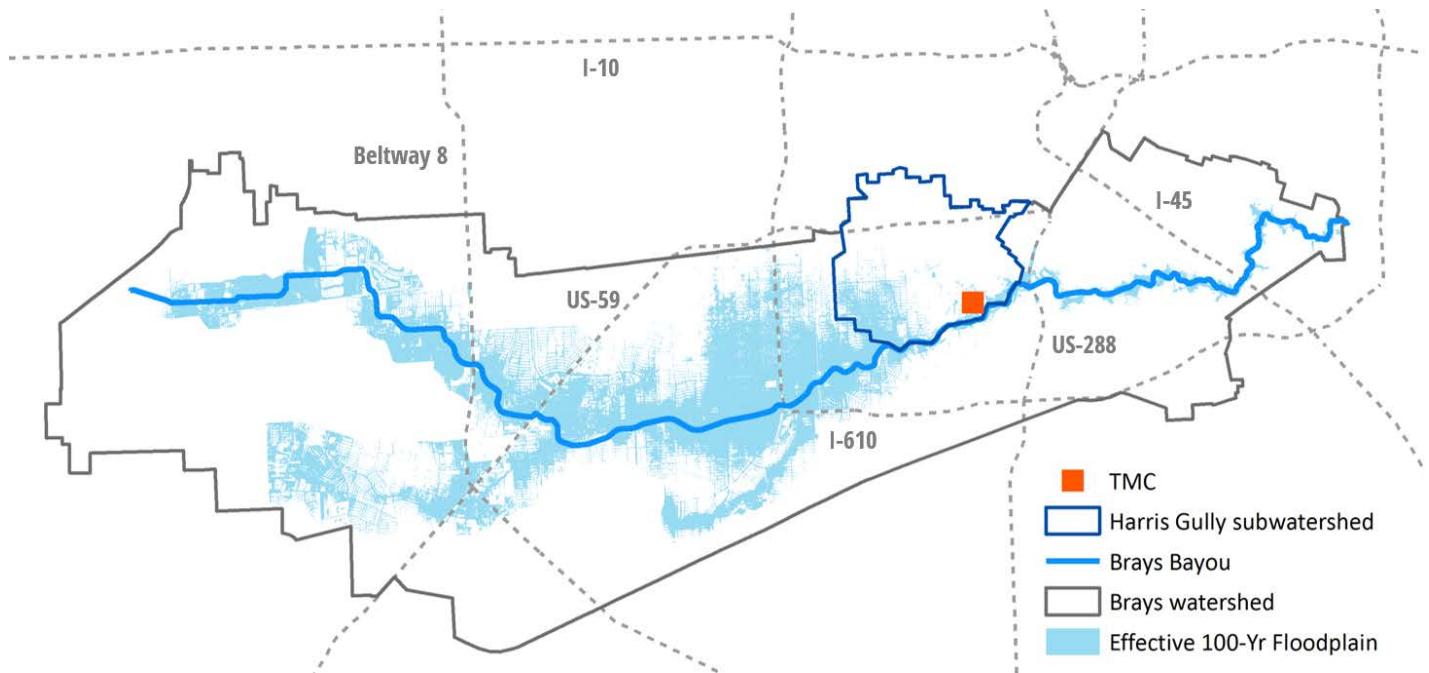 I-10
Beltway 8
I-45
US-59
US-288
I-610
TMC
Harris Gully subwatershed
Brays Bayou
Brays watershed
Effective 100-Yr Floodplain